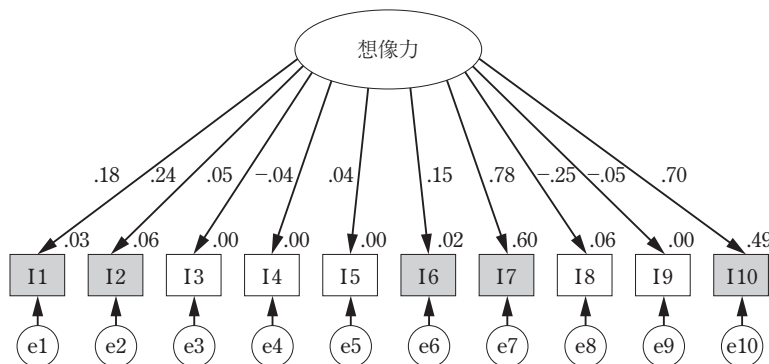 想像力
.18 .24 .05 −.04 .04 .15 .78 −.25 −.05 .70
.03 .06 .00 .00 .00 .02 .60 .06 .00 .49
I1 I2 I3 I4 I5 I6 I7 I8 I9 I10
e1 e2 e3 e4 e5 e6 e7 e8 e9 e10